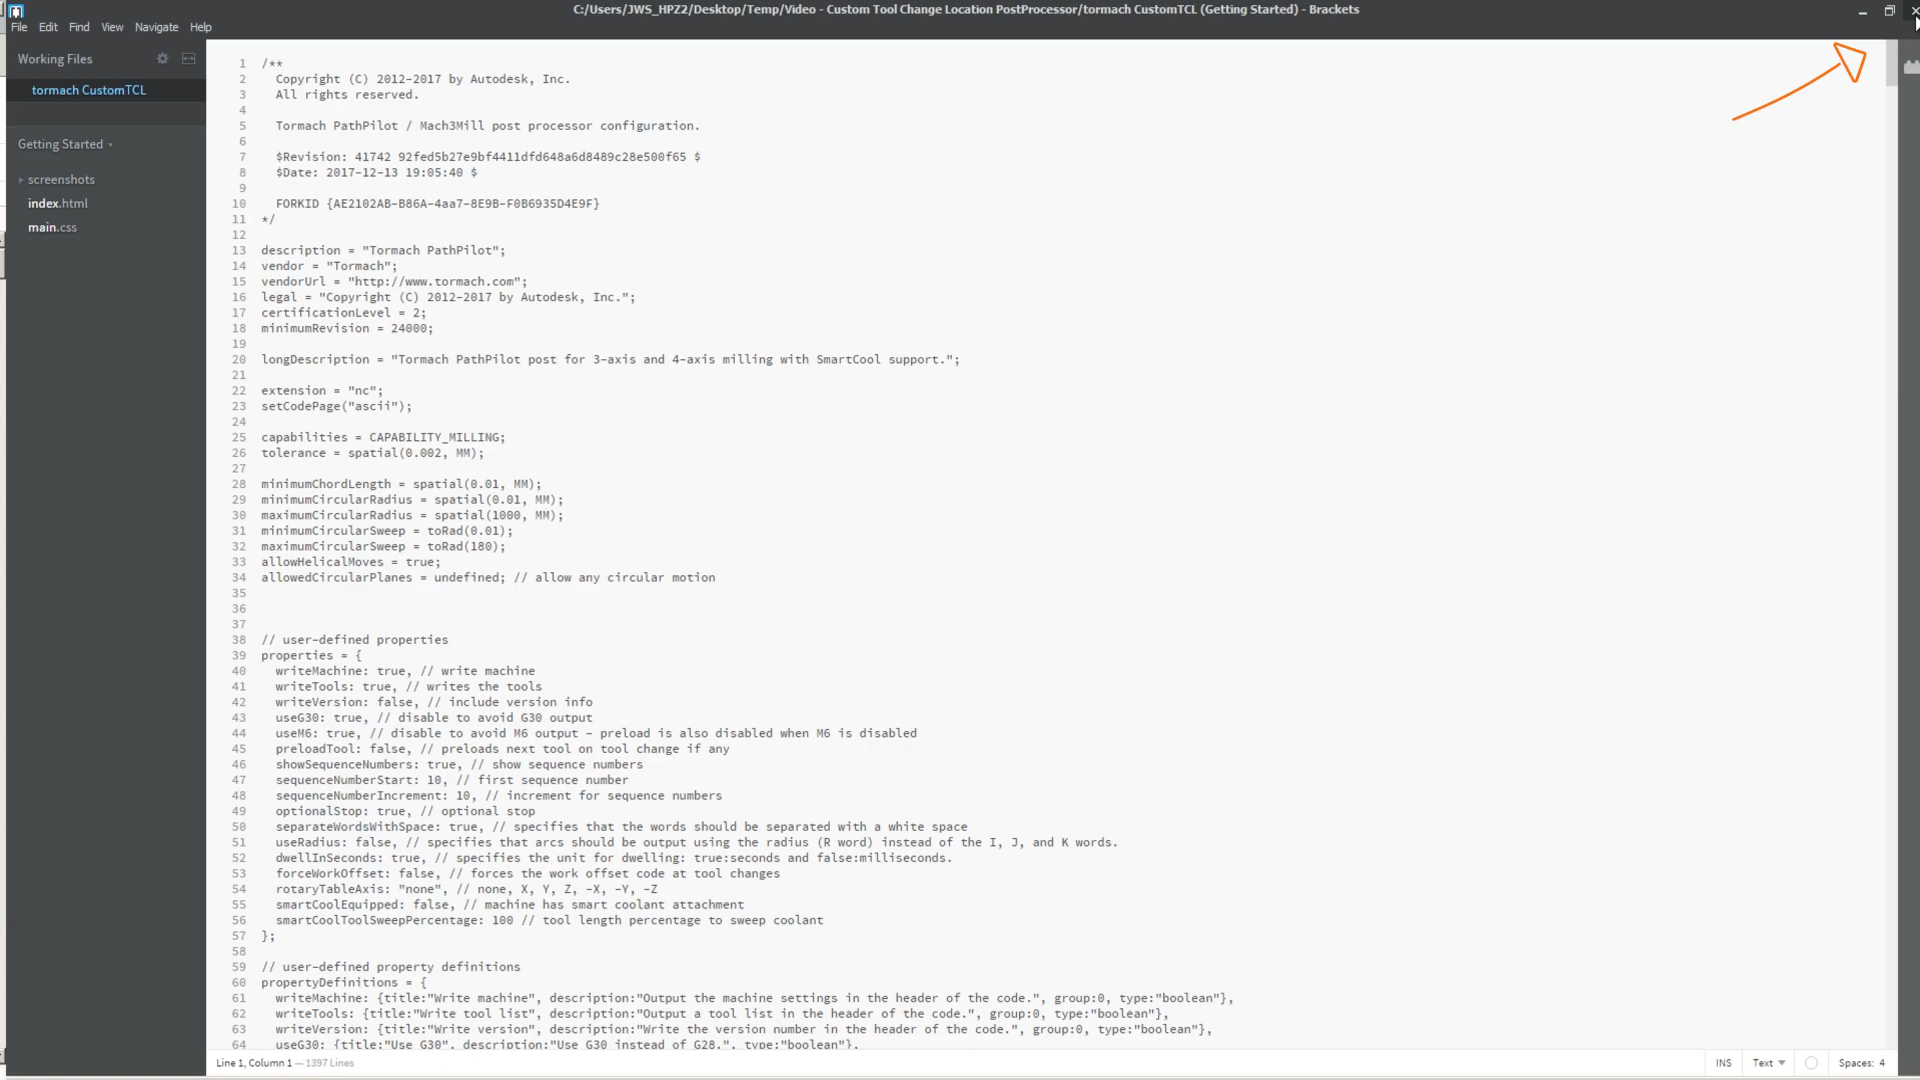 C:/Users/JWS_HPZ2/Desktop/Temp/Video - Custom Tool Change Location PostProcessor/tormach CustomTCL (Getting Started) - Brackets
File Edit Find View Navigate Help
Working Files
tormach CustomTCL
Getting Started
screenshots
index.html
main.css
1 /**
2 Copyright (C) 2012-2017 by Autodesk, Inc.
3 All rights reserved.
4
5 Tormach PathPilot / Mach3Mill post processor configuration.
6
7 $Revision: 41742 92fed5b27e9bf4411dfd648a6d8489c28e500f65 $
8 $Date: 2017-12-13 19:05:40 $
9
10 FORKID {AE2102AB-B86A-4aa7-8E9B-F0B6935D4E9F}
11 */
12
13 description = "Tormach PathPilot";
14 vendor = "Tormach";
15 vendorUrl = "http://www.tormach.com";
16 legal = "Copyright (C) 2012-2017 by Autodesk, Inc.";
17 certificationLevel = 2;
18 minimumRevision = 24000;
19
20 longDescription = "Tormach PathPilot post for 3-axis and 4-axis milling with SmartCool support.";
21
22 extension = "nc";
23 setCodePage("ascii");
24
25 capabilities = CAPABILITY_MILLING;
26 tolerance = spatial(0.002, MM);
27
28 minimumChordLength = spatial(0.01, MM);
29 minimumCircularRadius = spatial(0.01, MM);
30 maximumCircularRadius = spatial(1000, MM);
31 minimumCircularSweep = toRad(0.01);
32 maximumCircularSweep = toRad(180);
33 allowHelicalMoves = true;
34 allowedCircularPlanes = undefined; // allow any circular motion
35
36
37
38 // user-defined properties
39 properties = {
40 writeMachine: true, // write machine
41 writeTools: true, // writes the tools
42 writeVersion: false, // include version info
43 useG30: true, // disable to avoid G30 output
44 useM6: true, // disable to avoid M6 output - preload is also disabled when M6 is disabled
45 preloadTool: false, // preloads next tool on tool change if any
46 showSequenceNumbers: true, // show sequence numbers
47 sequenceNumberStart: 10, // first sequence number
48 sequenceNumberIncrement: 10, // increment for sequence numbers
49 optionalStop: true, // optional stop
50 separateWordsWithSpace: true, // specifies that the words should be separated with a white space
51 useRadius: false, // specifies that arcs should be output using the radius (R word) instead of the I, J, and K words.
52 dwellInSeconds: true, // specifies the unit for dwelling: true:seconds and false:milliseconds.
53 forceWorkOffset: false, // forces the work offset code at tool changes
54 rotaryTableAxis: "none", // none, X, Y, Z, -X, -Y, -Z
55 smartCoolEquipped: false, // machine has smart coolant attachment
56 smartCoolToolSweepPercentage: 100 // tool length percentage to sweep coolant
57 };
58
59 // user-defined property definitions
60 propertyDefinitions = {
61 writeMachine: {title:"Write machine", description:"Output the machine settings in the header of the code.", group:0, type:"boolean"},
62 writeTools: {title:"Write tool list", description:"Output a tool list in the header of the code.", group:0, type:"boolean"},
63 writeVersion: {title:"Write version", description:"Write the version number in the header of the code.", group:0, type:"boolean"},
64 useG30: {title:"Use G30", description:"Use G30 instead of G28.", type:"boolean"},
Line 1, Column 1 — 1397 Lines
INS Text Spaces: 4